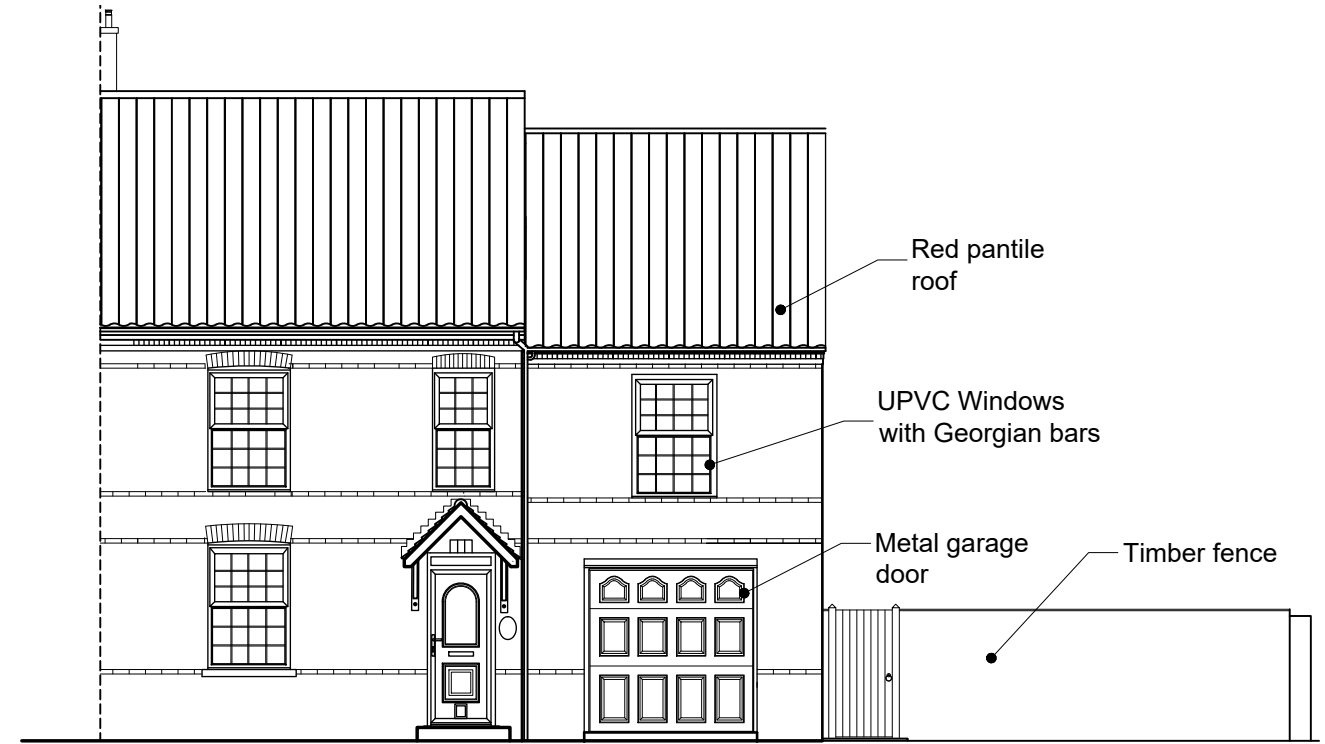 Red pantile
roof
UPVC Windows
with Georgian bars
Metal garage
door
Timber fence